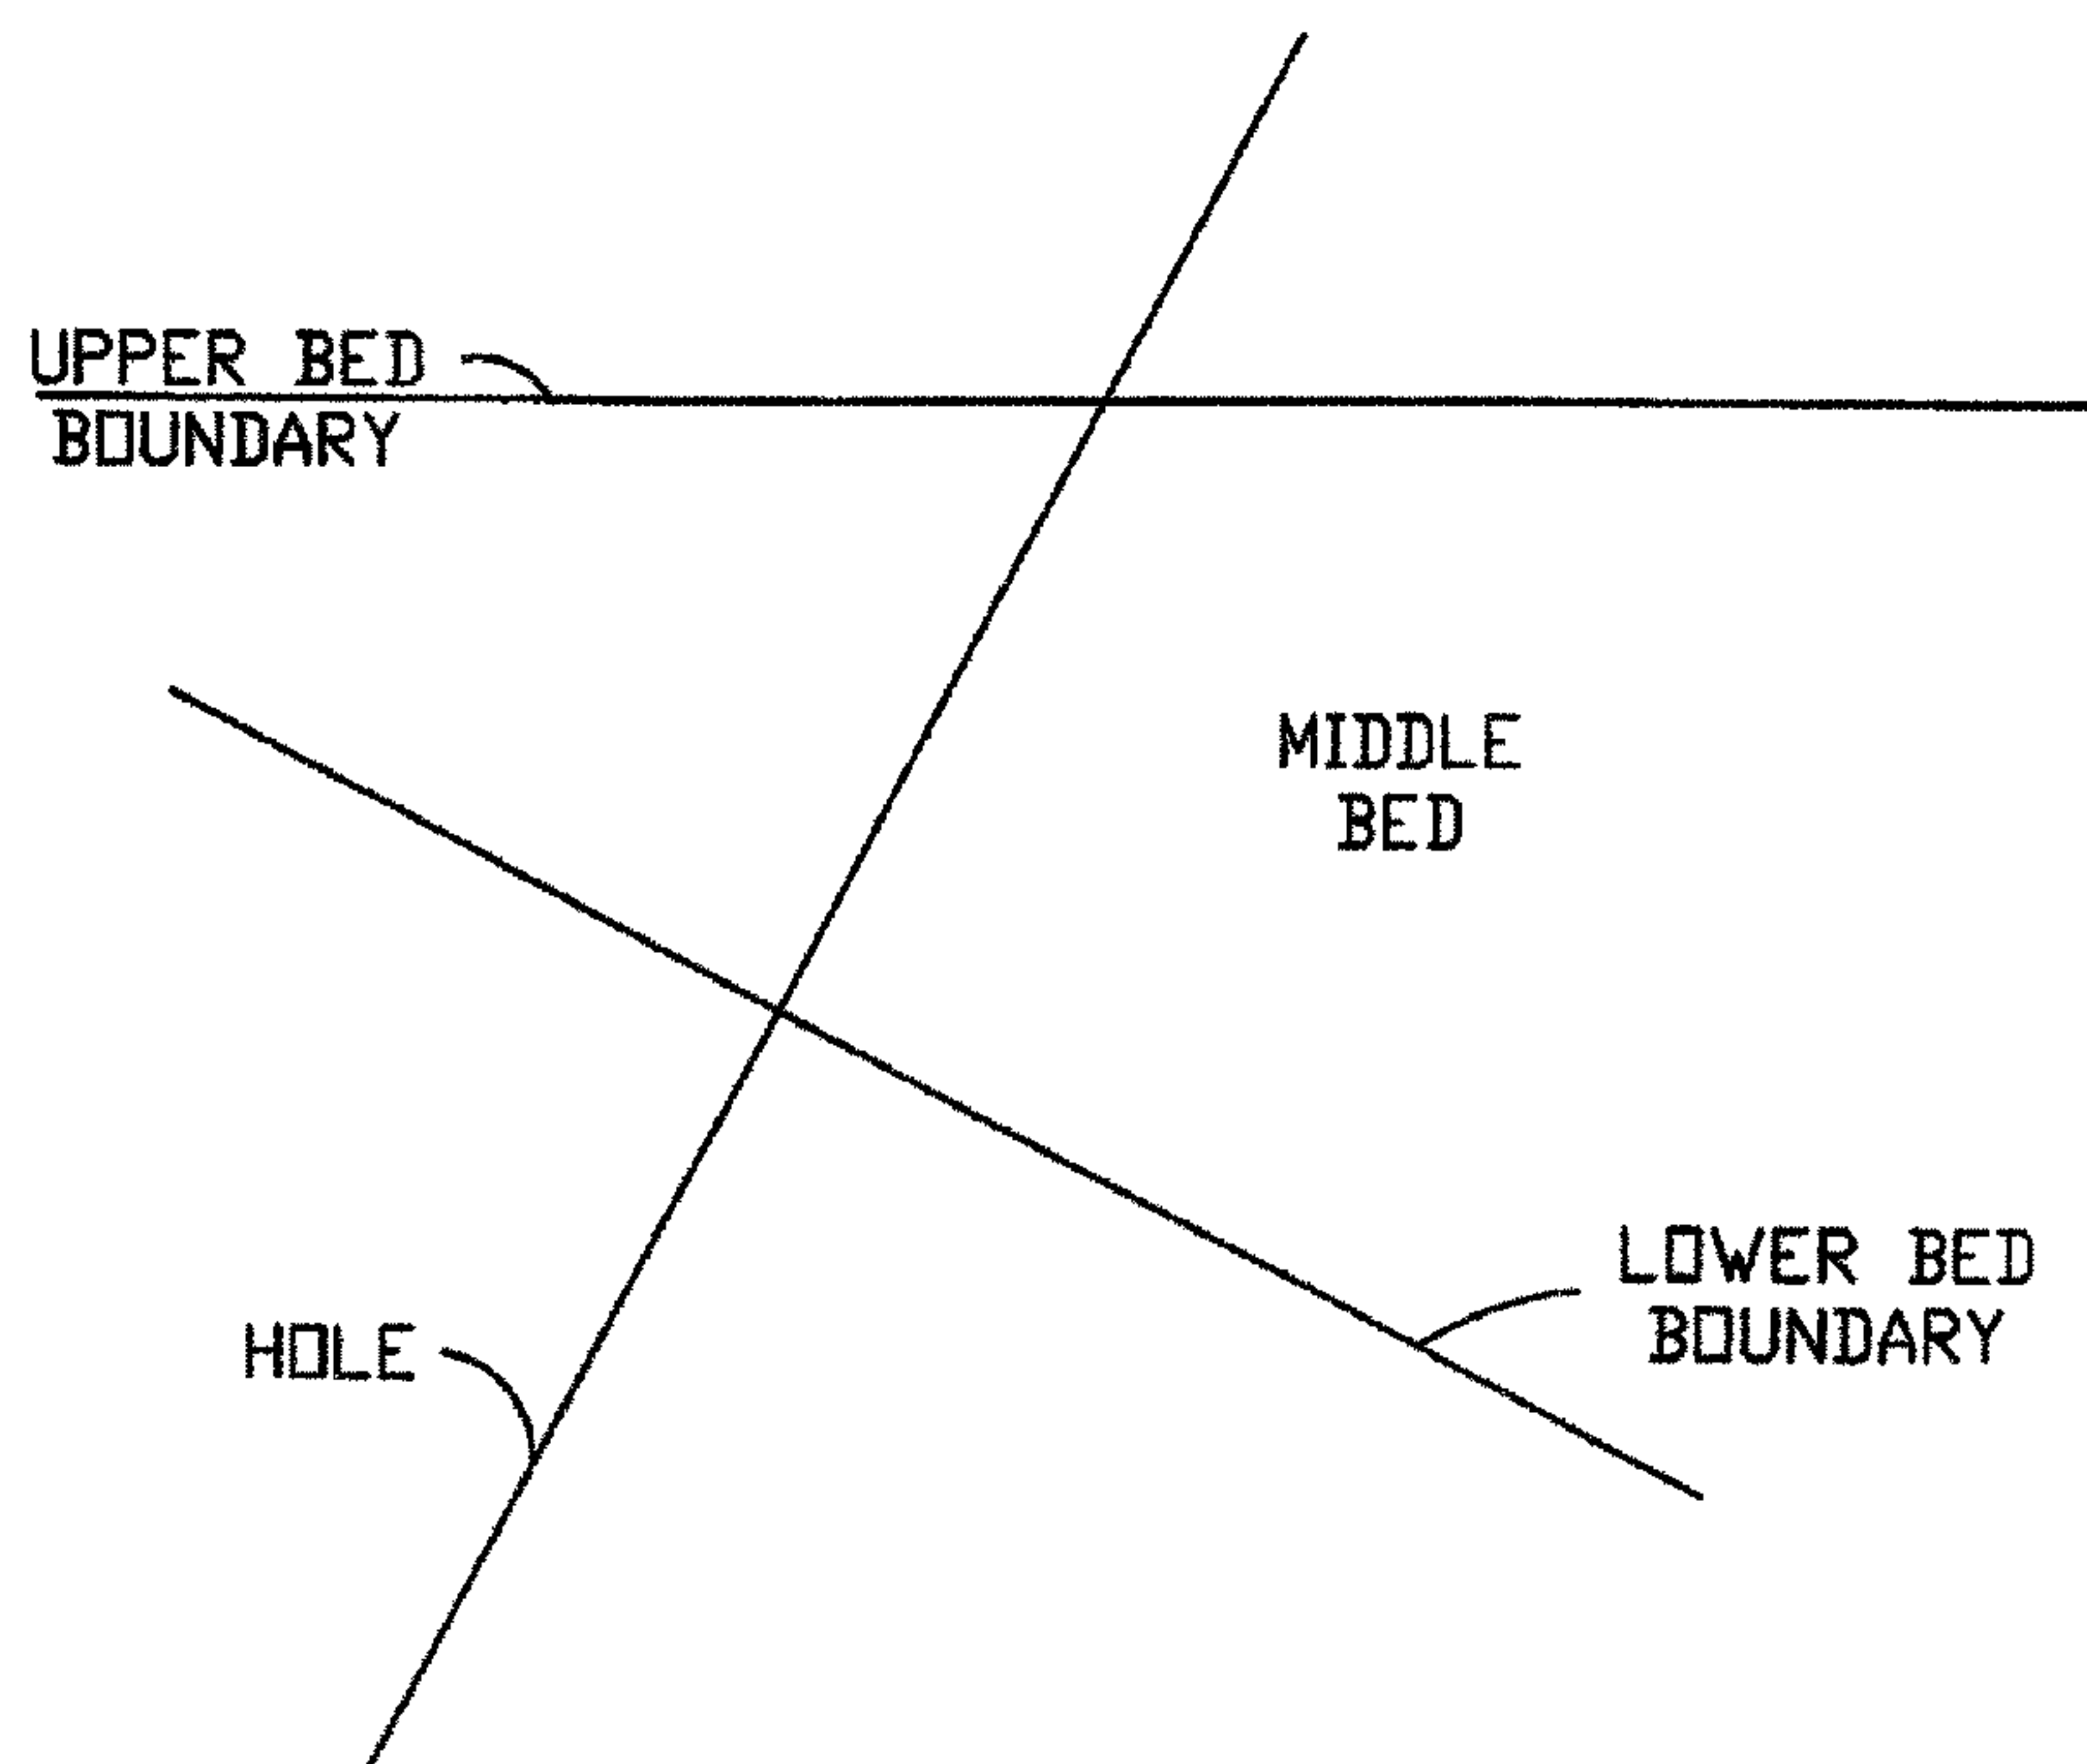 UPPER BED
BOUNDARY
MIDDLE
BED
LOWER BED
BOUNDARY
HOLE